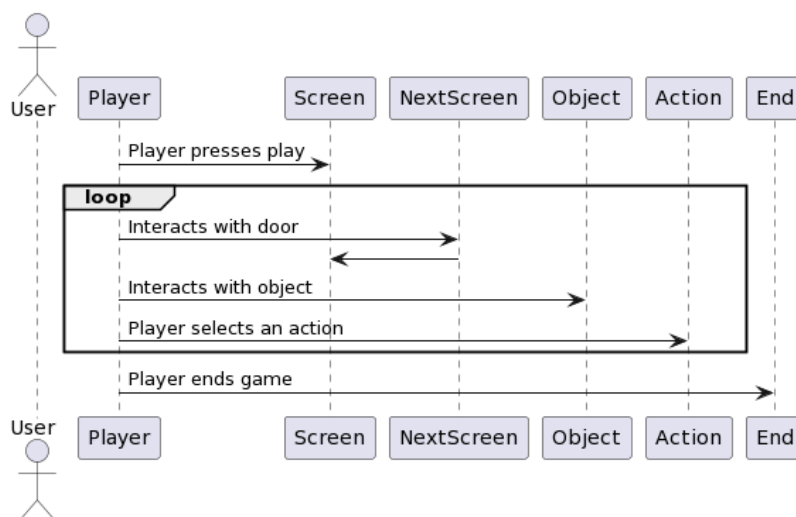 User
Player
Screen
NextScreen
Object
Action
End
Player presses play
loop
Interacts with door
Interacts with object
Player selects an action
Player ends game
User
Player
Screen
NextScreen
Object
Action
End